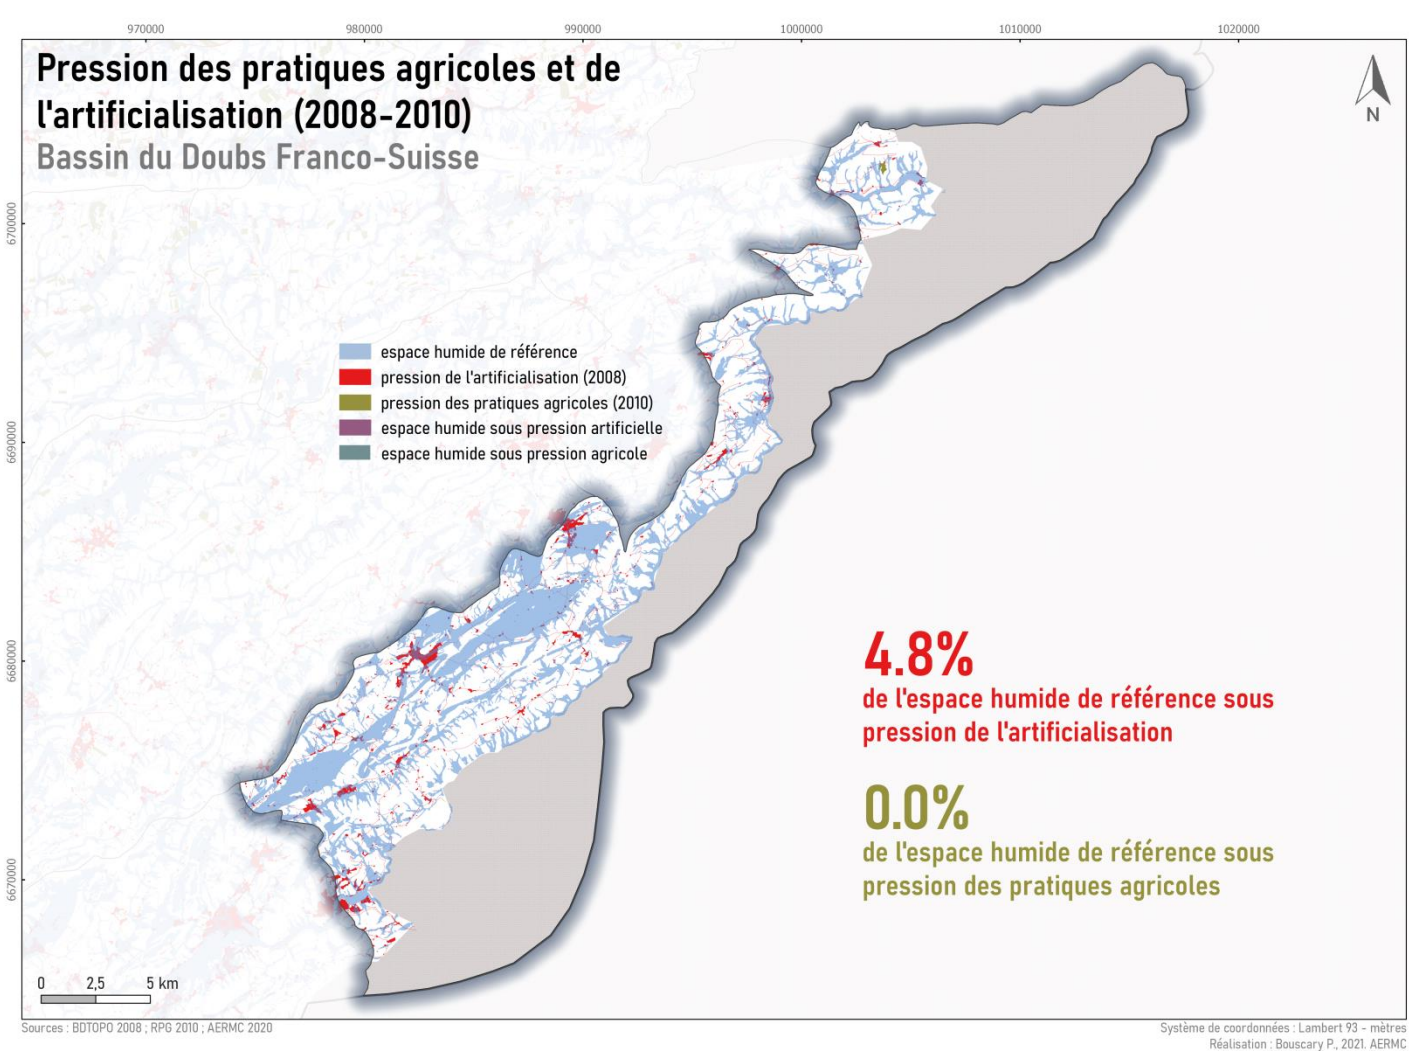 970000
980000
990000
1000000
1010000
1020000
Pression des pratiques agricoles et de
l'artificialisation (2008-2010)
Bassin du Doubs Franco-Suisse
N
6700000
6690000
6680000
6670000
espace humide de référence
pression de l'artificialisation (2008)
pression des pratiques agricoles (2010)
espace humide sous pression artificielle
espace humide sous pression agricole
4.8%
de l'espace humide de référence sous
pression de l'artificialisation
0.0%
de l'espace humide de référence sous
pression des pratiques agricoles
0 2,5 5 km
Sources : BDTOPO 2008 ; RPG 2010 ; AERMC 2020
Système de coordonnées : Lambert 93 - mètres
Réalisation : Bouscary P., 2021. AERMC